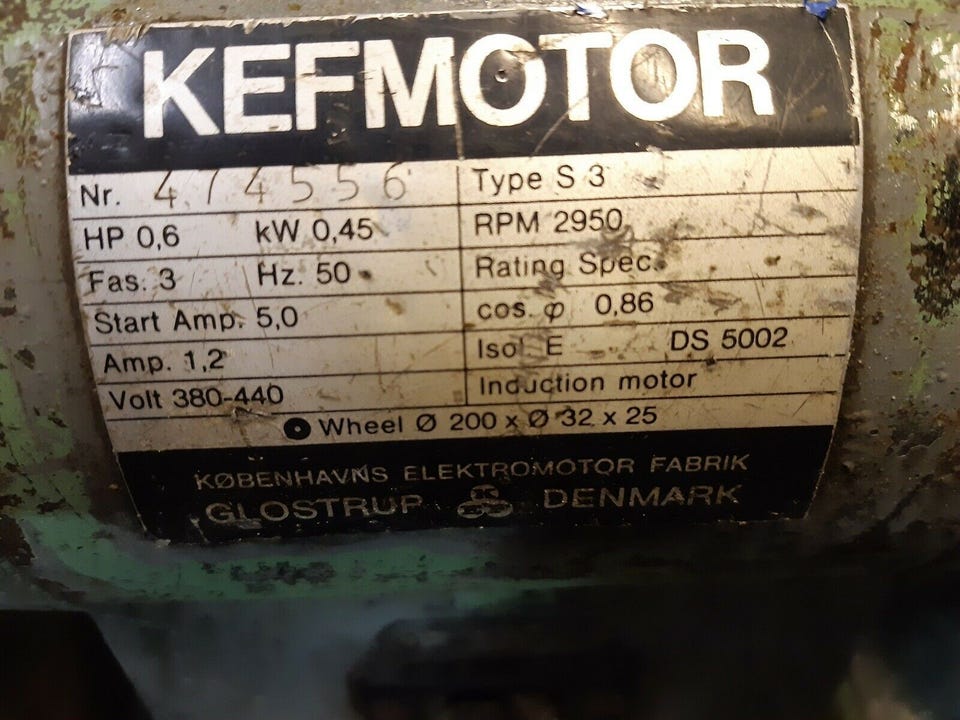 KEFMOTOR
Nr. 474556 Type S 3
HP 0,6 kW 0,45 RPM 2950
Fas. 3 Hz. 50 Rating Spec.
Start Amp. 5,0 cos. φ 0,86
Amp. 1,2 Isol E DS 5002
Volt 380-440 Induction motor
Wheel Ø 200 x Ø 32 x 25
KØBENHAVNS ELEKTROMOTOR FABRIK
GLOSTRUP DENMARK